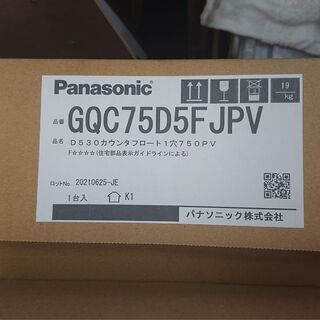 Panasonic®
19
kg
品番 GQC75D5FJPV
品名 D530カウンタフロート1穴750PV
F☆☆☆☆(住宅部品表示ガイドラインによる)
ロットNo. 20210625-JE
1台入 K1
パナソニック株式会社